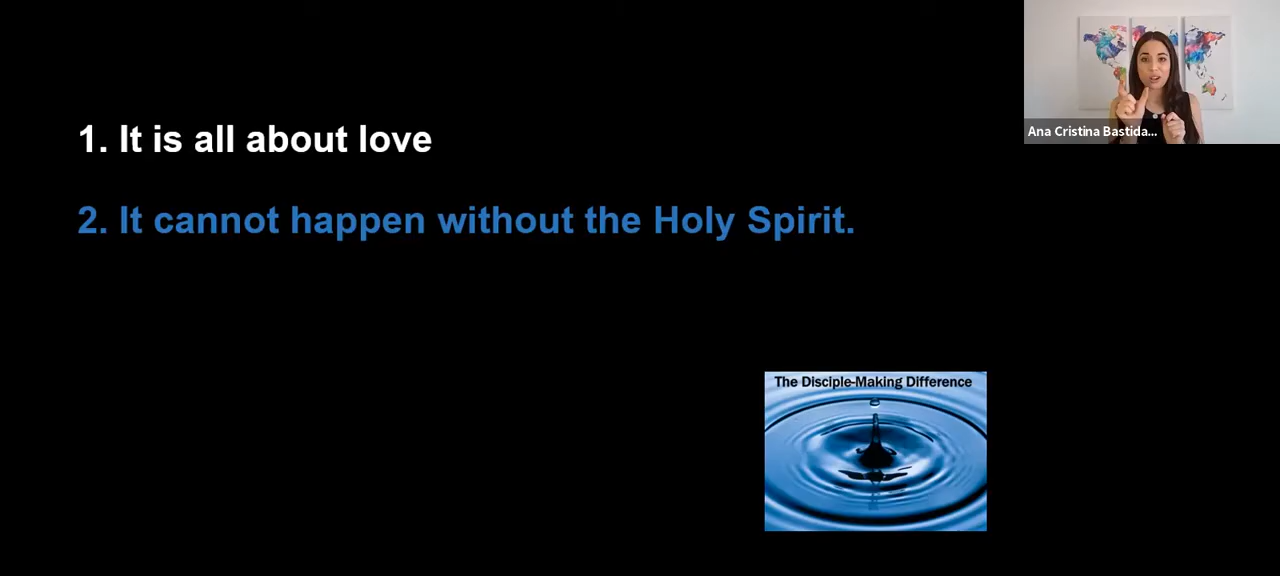 1. It is all about love
2. It cannot happen without the Holy Spirit.
Ana Cristina Bastida...
The Disciple-Making Difference